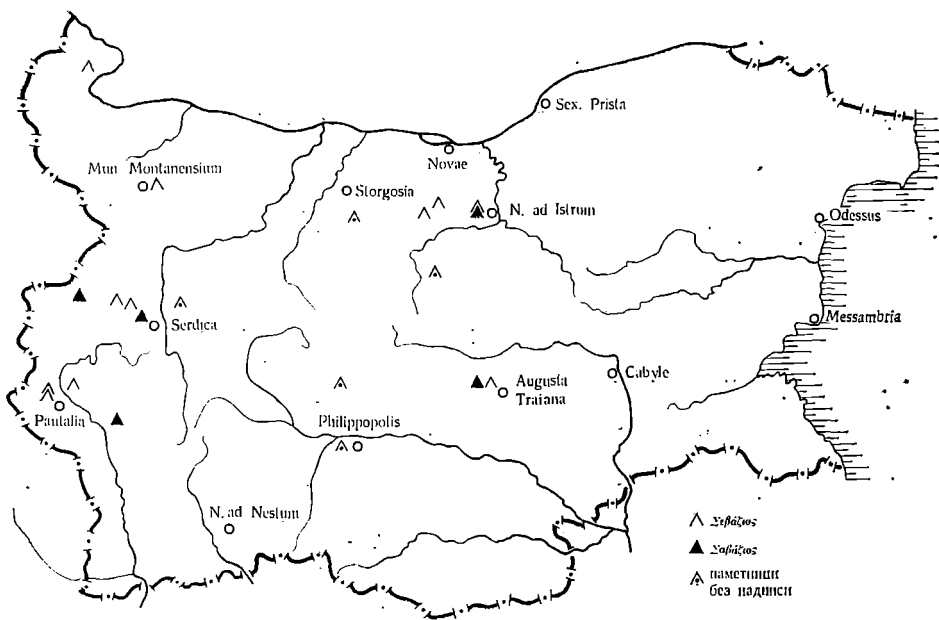 Sex. Prista
Novae
Mun Montanensium
Storgosia
N. ad Istrum
Odessus
Serdica
Messambria
Cabyle
Augusta
Traiana
Pautalia
Philippopolis
N. ad Nestum
Σεβάζιος
Σαβάζιος
паметници
без надписи